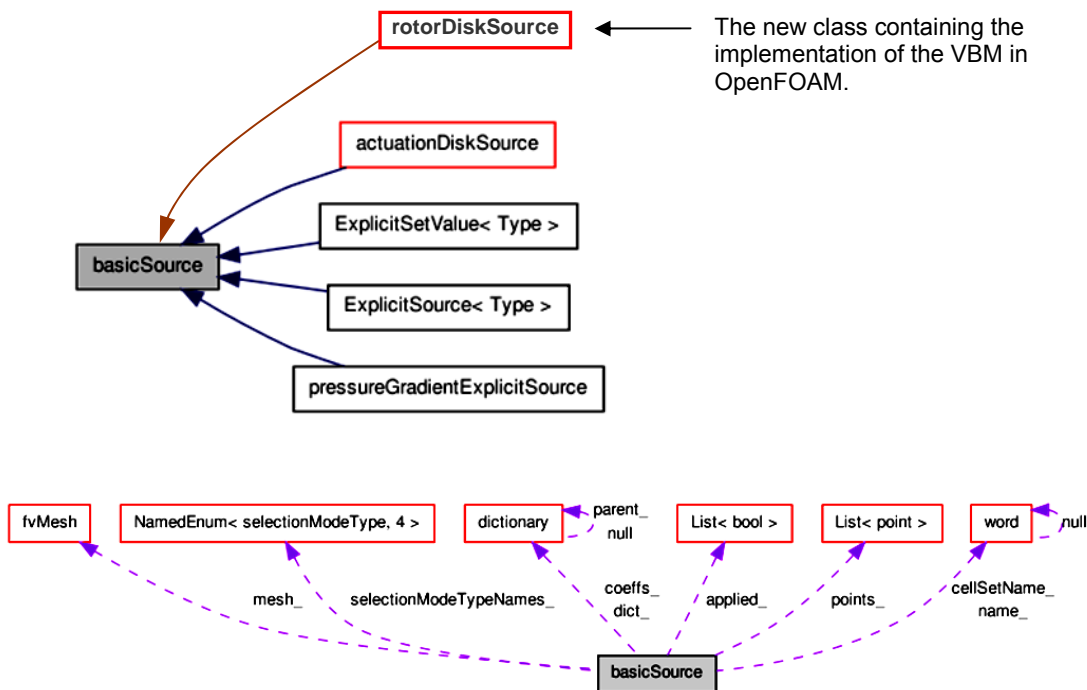 rotorDiskSource
The new class containing the
implementation of the VBM in
OpenFOAM.
actuationDiskSource
ExplicitSetValue< Type >
basicSource
ExplicitSource< Type >
pressureGradientExplicitSource
fvMesh
NamedEnum< selectionModeType, 4 >
dictionary
parent_
null
List< bool >
List< point >
word
null
mesh_
selectionModeTypeNames_
coeffs_
dict_
applied_
points_
cellSetName_
name_
basicSource